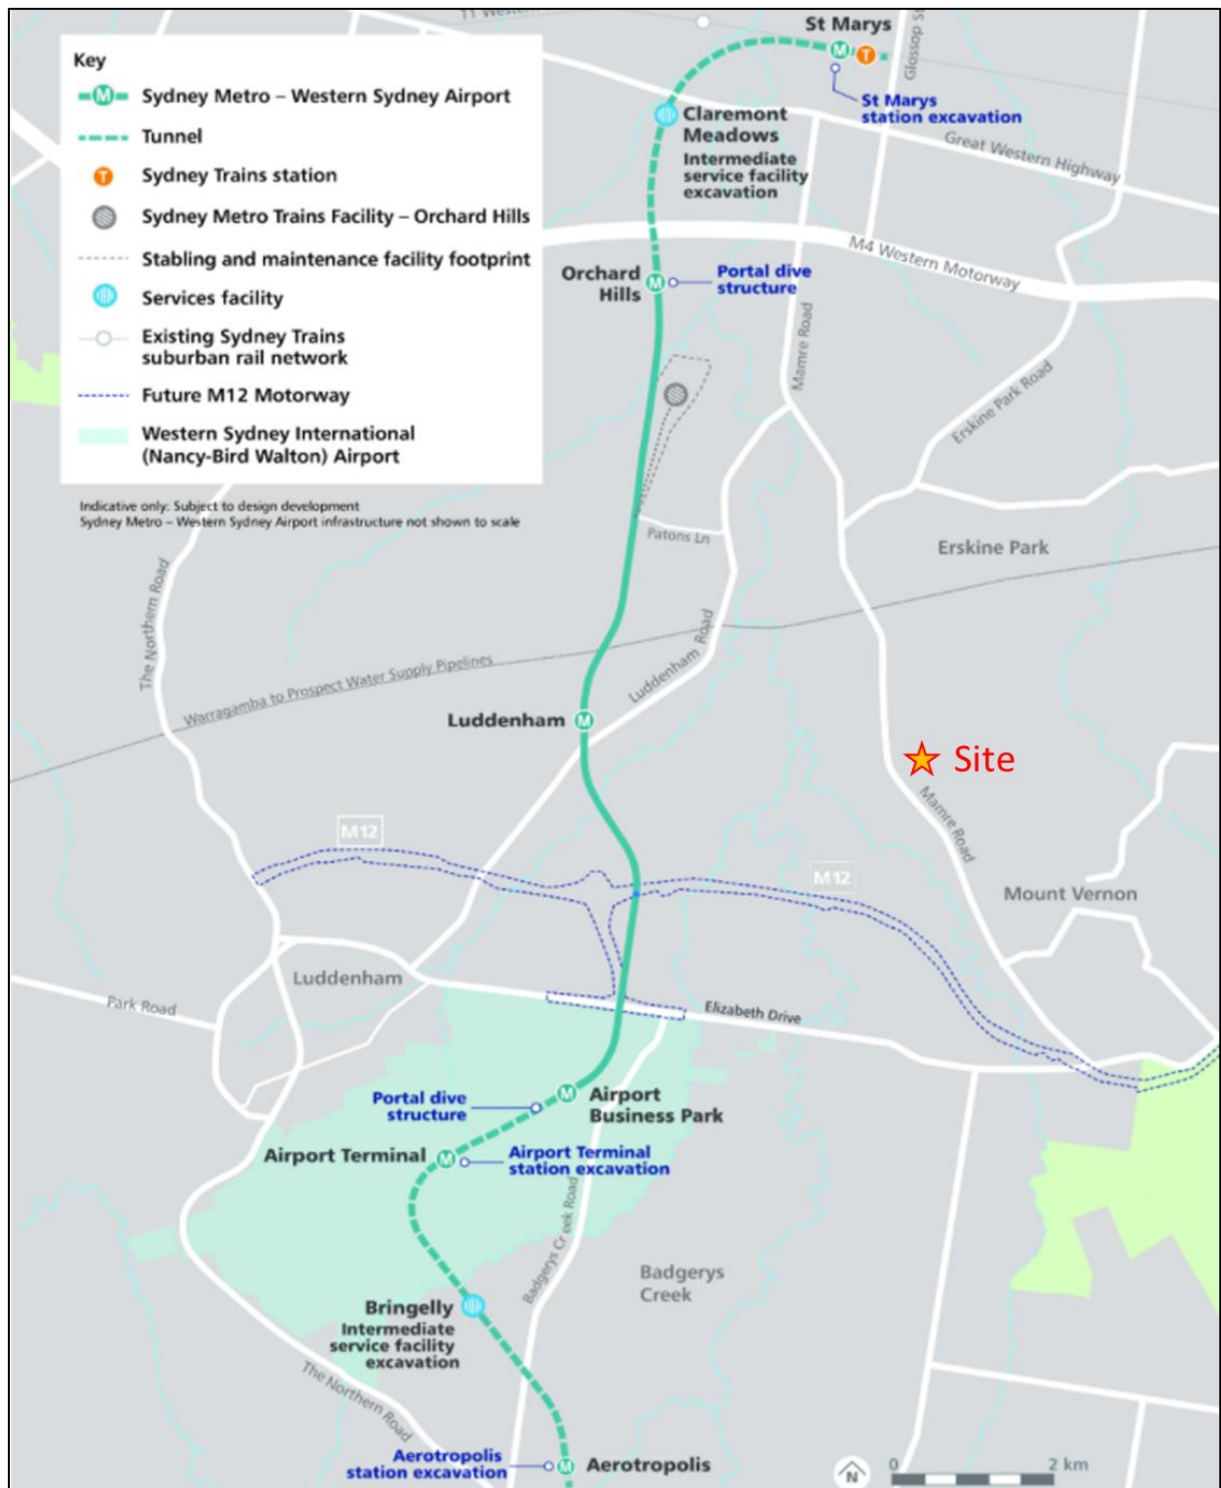 T1 Western
St Marys
Glossop St
Key
Sydney Metro – Western Sydney Airport
Tunnel
Sydney Trains station
Sydney Metro Trains Facility – Orchard Hills
Stabling and maintenance facility footprint
Services facility
Existing Sydney Trains
suburban rail network
Future M12 Motorway
Western Sydney International
(Nancy-Bird Walton) Airport
Indicative only: Subject to design development
Sydney Metro – Western Sydney Airport infrastructure not shown to scale
M
T
M
T
St Marys
station excavation
Claremont
Meadows
Intermediate
service facility
excavation
Great Western Highway
M4 Western Motorway
Orchard
Hills
M
Portal dive
structure
Mamre Road
Erskine Park Road
Patons Ln
Erskine Park
The Northern Road
Luddenham Road
Warragamba to Prospect Water Supply Pipelines
Luddenham
M
Site
Mamre Road
M12
M12
Mount Vernon
Luddenham
Park Road
Elizabeth Drive
Portal dive
structure
M
Airport
Business Park
Airport Terminal
M
Airport Terminal
station excavation
Badgerys Creek Road
Badgerys
Creek
Bringelly
Intermediate
service facility
excavation
The Northern Road
Aerotropolis
station excavation
M
Aerotropolis
N
0
2 km